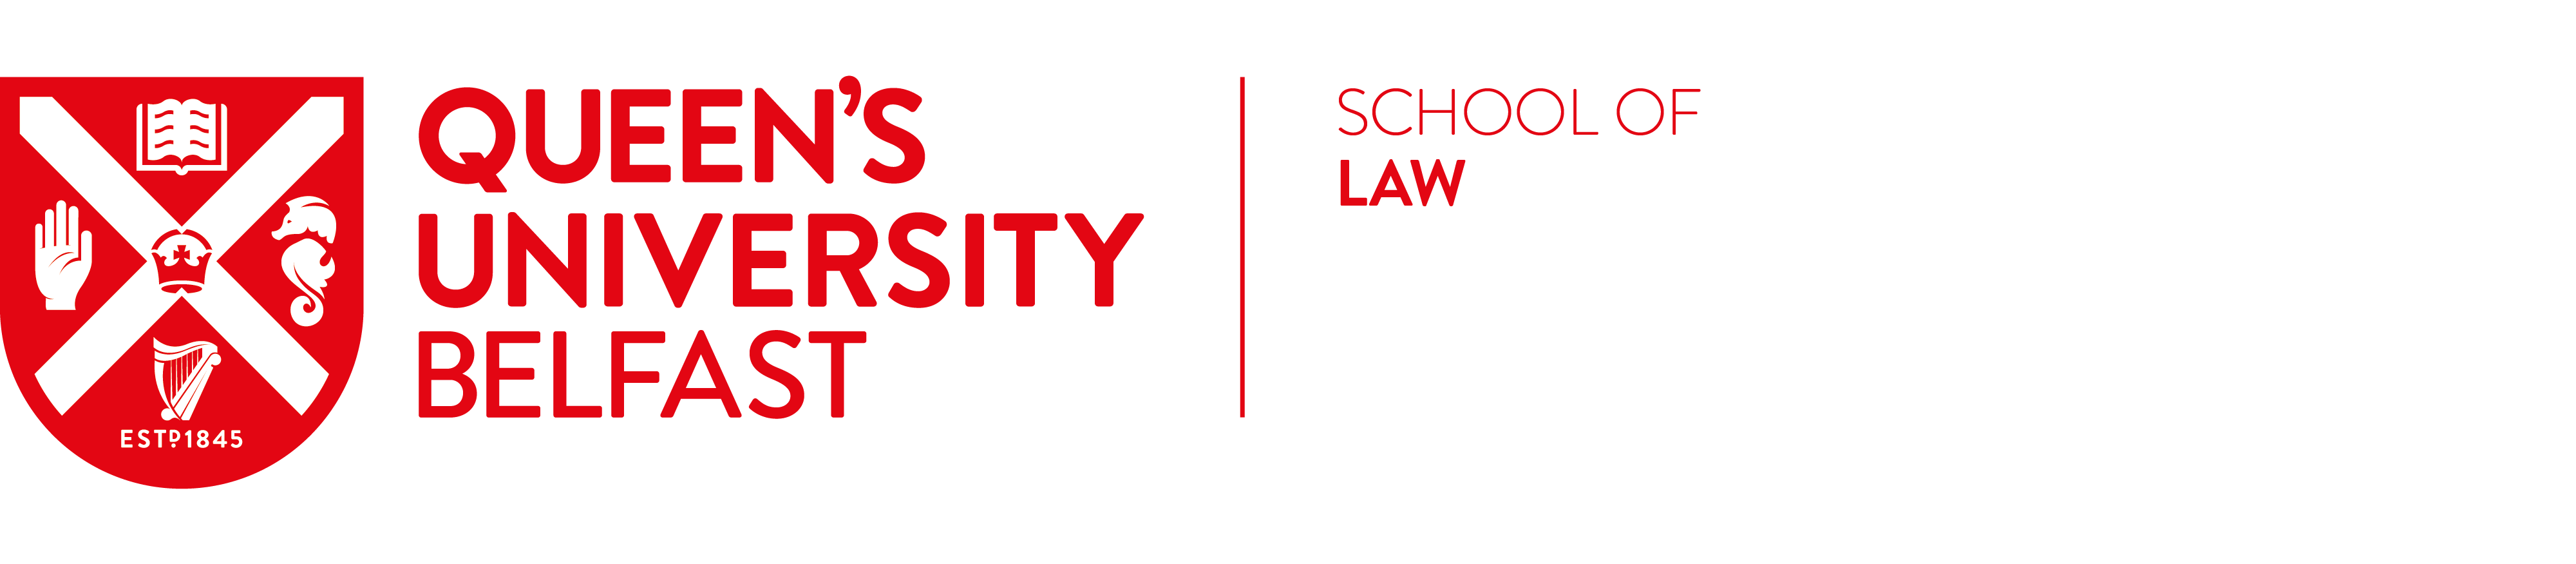 QUEEN'S
UNIVERSITY
BELFAST
ESTD 1845
SCHOOL OF
LAW